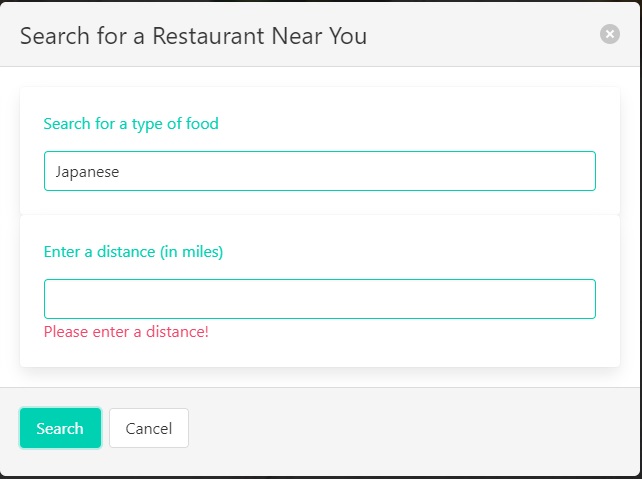 Search for a Restaurant Near You
Search for a type of food
Japanese
Enter a distance (in miles)
Please enter a distance!
Search
Cancel